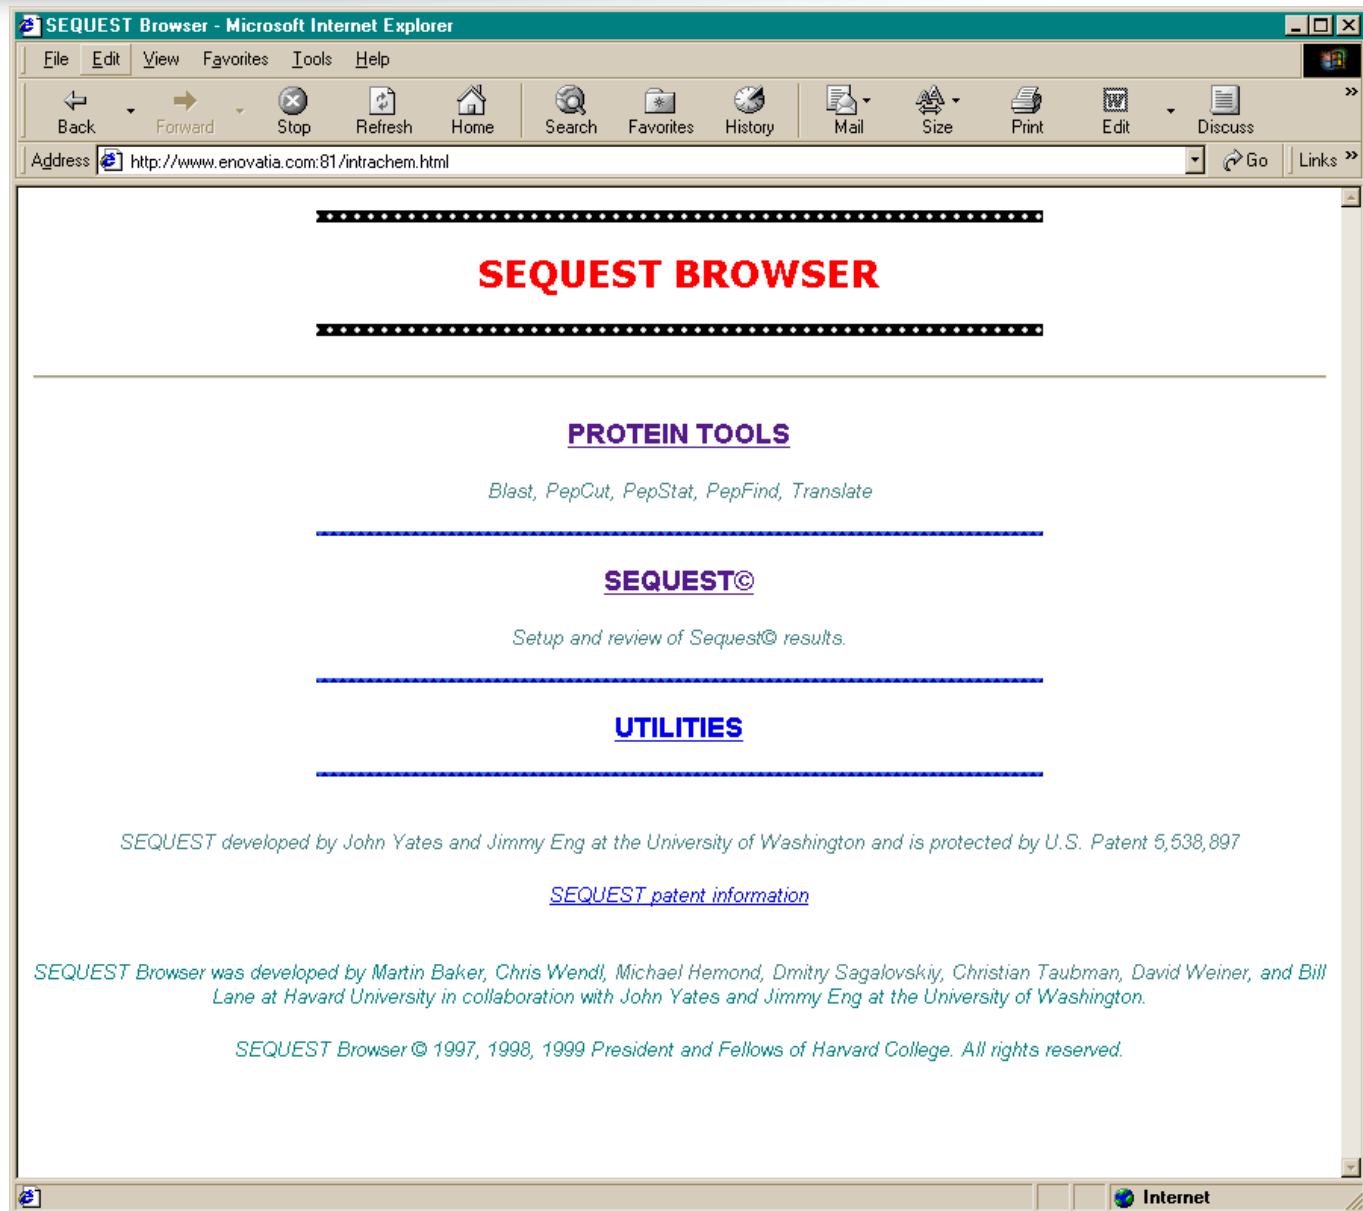 SEQUEST Browser - Microsoft Internet Explorer
File Edit View Favorites Tools Help
Back Forward Stop Refresh Home Search Favorites History Mail Size Print Edit Discuss »
Address http://www.enovatia.com:81/intrachem.html Go Links »
SEQUEST BROWSER
PROTEIN TOOLS
Blast, PepCut, PepStat, PepFind, Translate
SEQUEST©
Setup and review of Sequest© results.
UTILITIES
SEQUEST developed by John Yates and Jimmy Eng at the University of Washington and is protected by U.S. Patent 5,538,897
SEQUEST patent information
SEQUEST Browser was developed by Martin Baker, Chris Wendl, Michael Hemond, Dmitry Sagalovskiy, Christian Taubman, David Weiner, and Bill
Lane at Havard University in collaboration with John Yates and Jimmy Eng at the University of Washington.
SEQUEST Browser © 1997, 1998, 1999 President and Fellows of Harvard College. All rights reserved.
Internet